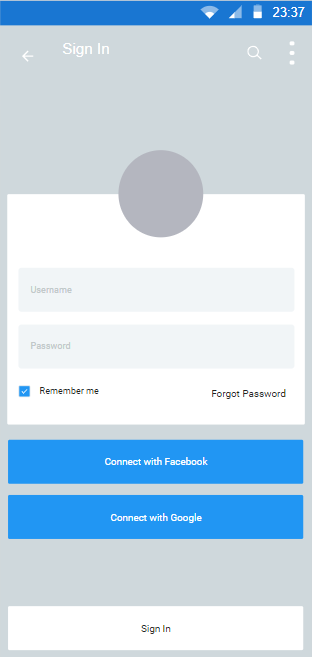 23:37
Sign In
Username
Password
Remember me
Forgot Password
Connect with Facebook
Connect with Google
Sign In